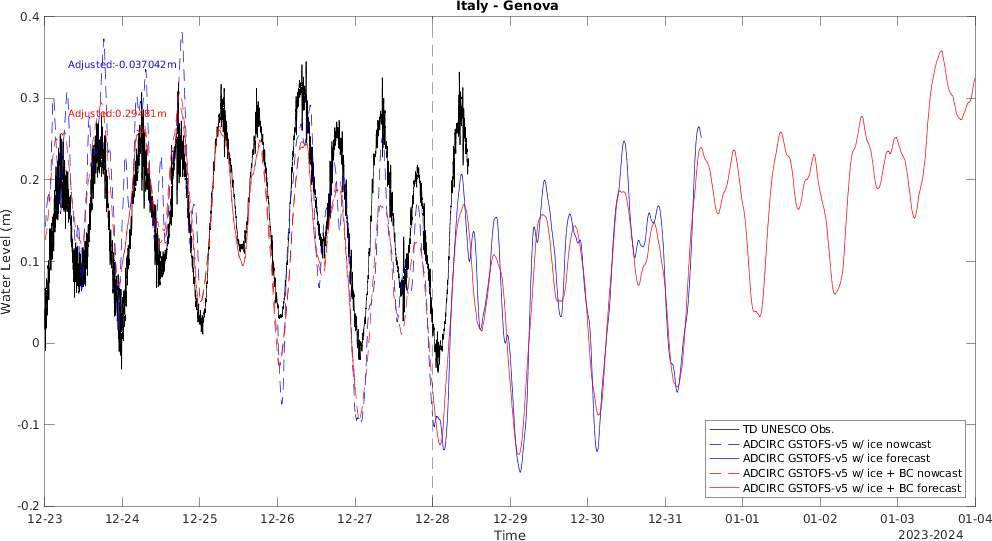 Italy - Genova
0.4
0.3
0.2
0.1
0
-0.1
-0.2
Water Level (m)
Adjusted:-0.037042m
Adjusted:0.29481m
TD UNESCO Obs.
ADCIRC GSTOFS-v5 w/ ice nowcast
ADCIRC GSTOFS-v5 w/ ice forecast
ADCIRC GSTOFS-v5 w/ ice + BC nowcast
ADCIRC GSTOFS-v5 w/ ice + BC forecast
12-23 12-24 12-25 12-26 12-27 12-28 12-29 12-30 12-31 01-01 01-02 01-03 01-04
Time
2023-2024